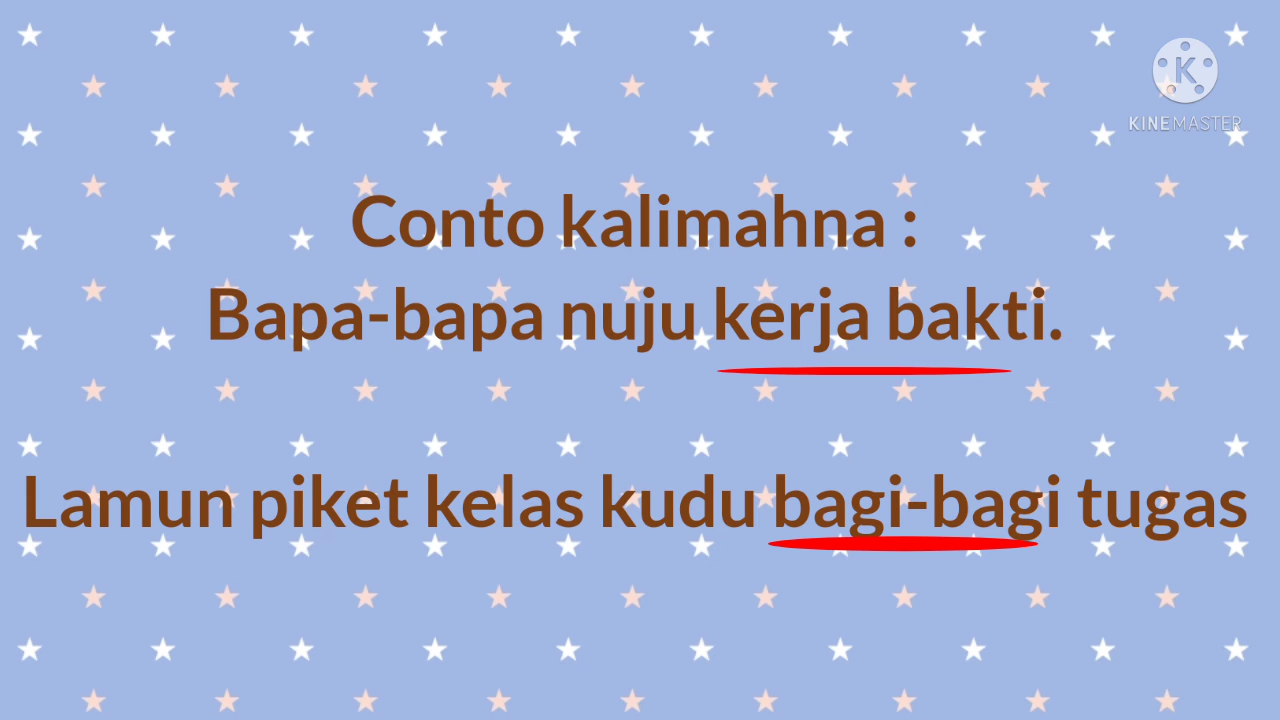 K
KINEMASTER
Conto kalimahna :
Bapa-bapa nuju kerja bakti.
Lamun piket kelas kudu bagi-bagi tugas